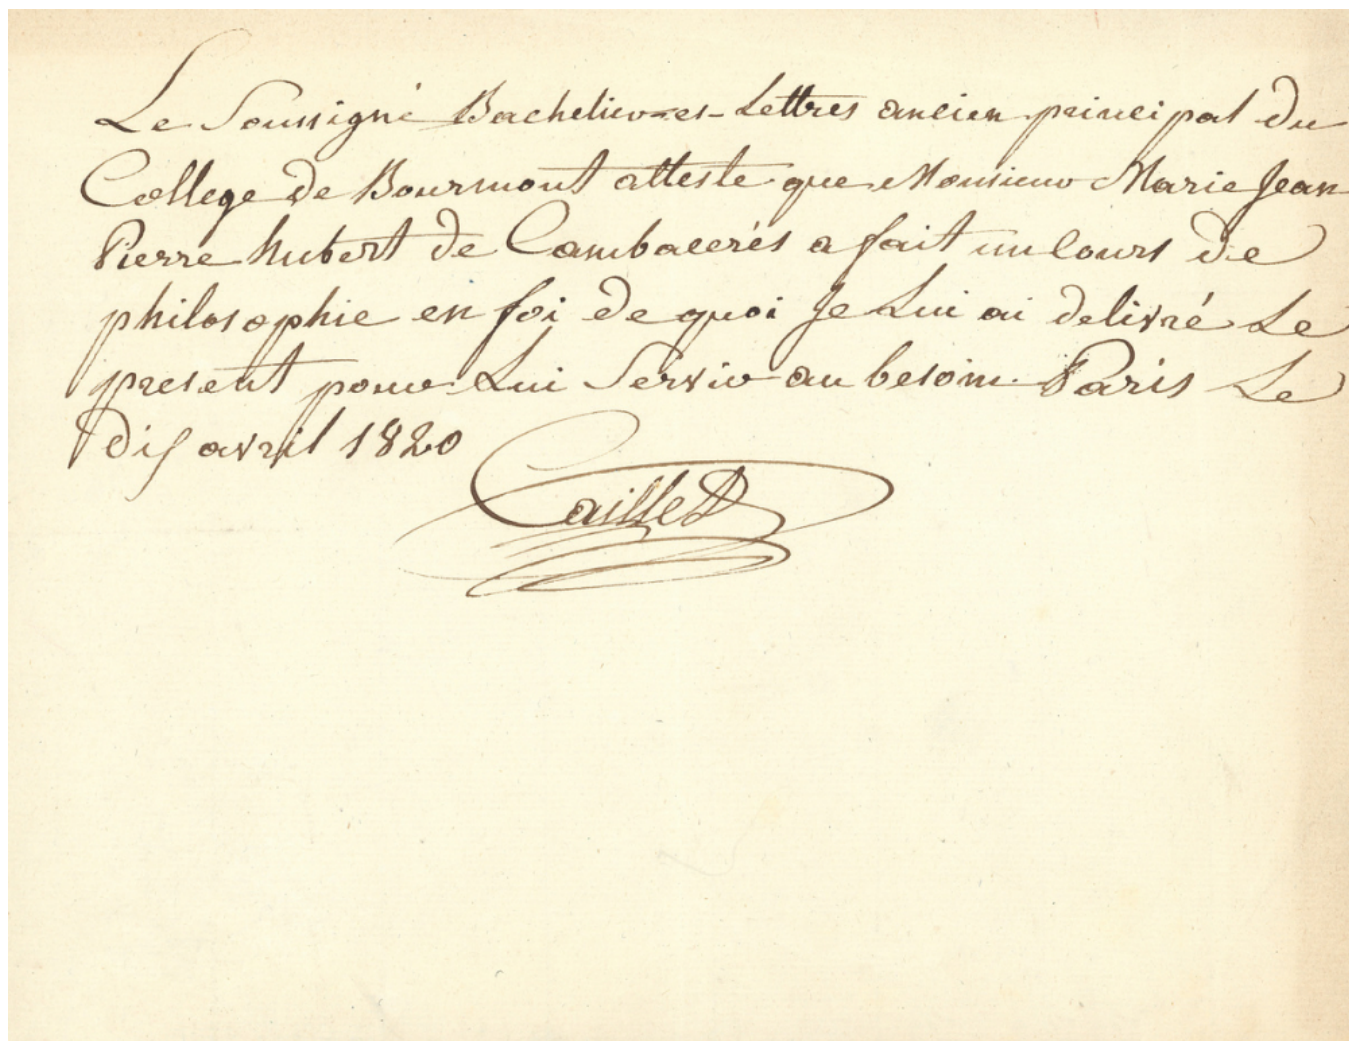 Le Soussigné Bachelier-es-Lettres ancien principal du
College de Bourmont atteste que Monsieur Marie Jean
Pierre hubert de Cambacerés a fait un Cours de
philosophie en foi de quoi Je Lui ai delivré Le
present pour Lui Servir au besoin. Paris Le
dix avril 1820
Caillet